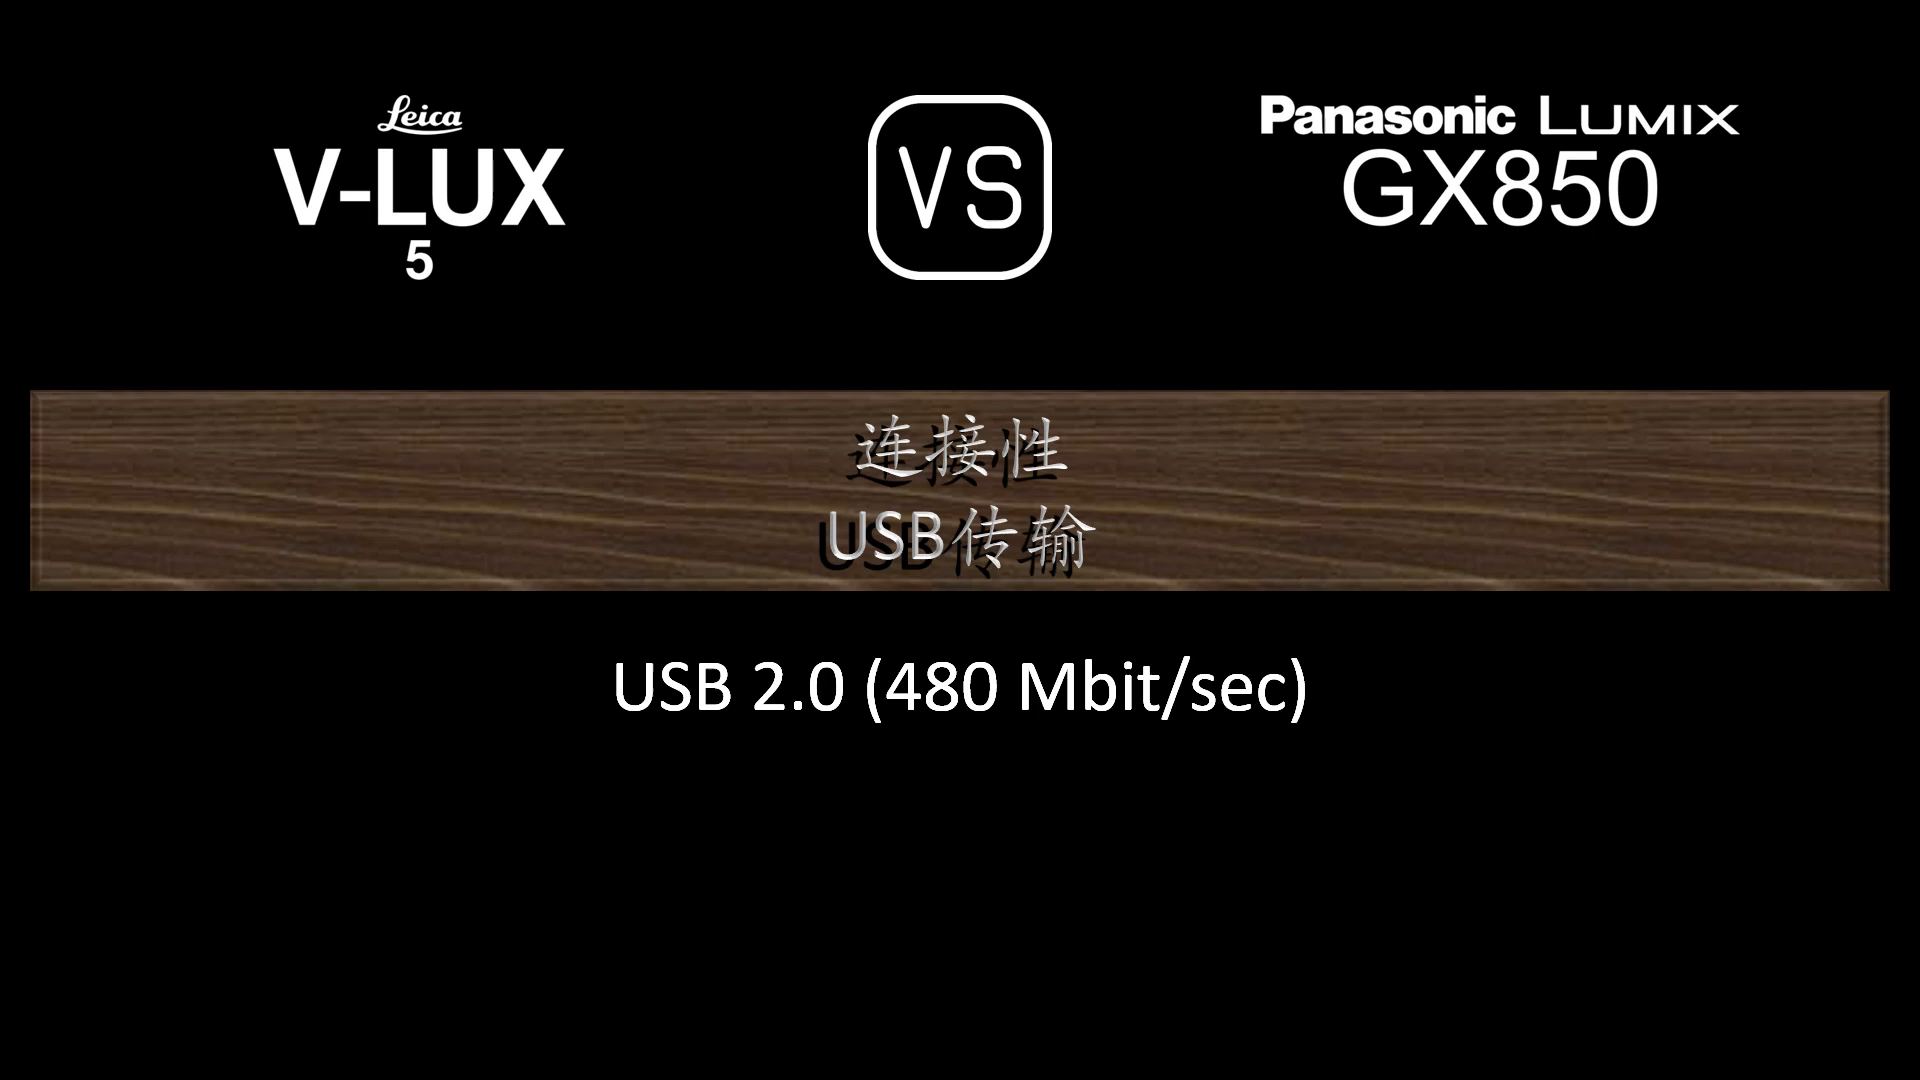 Leica
V-LUX
5
VS
Panasonic LUMIX
GX850
连接性
USB传输
USB 2.0 (480 Mbit/sec)